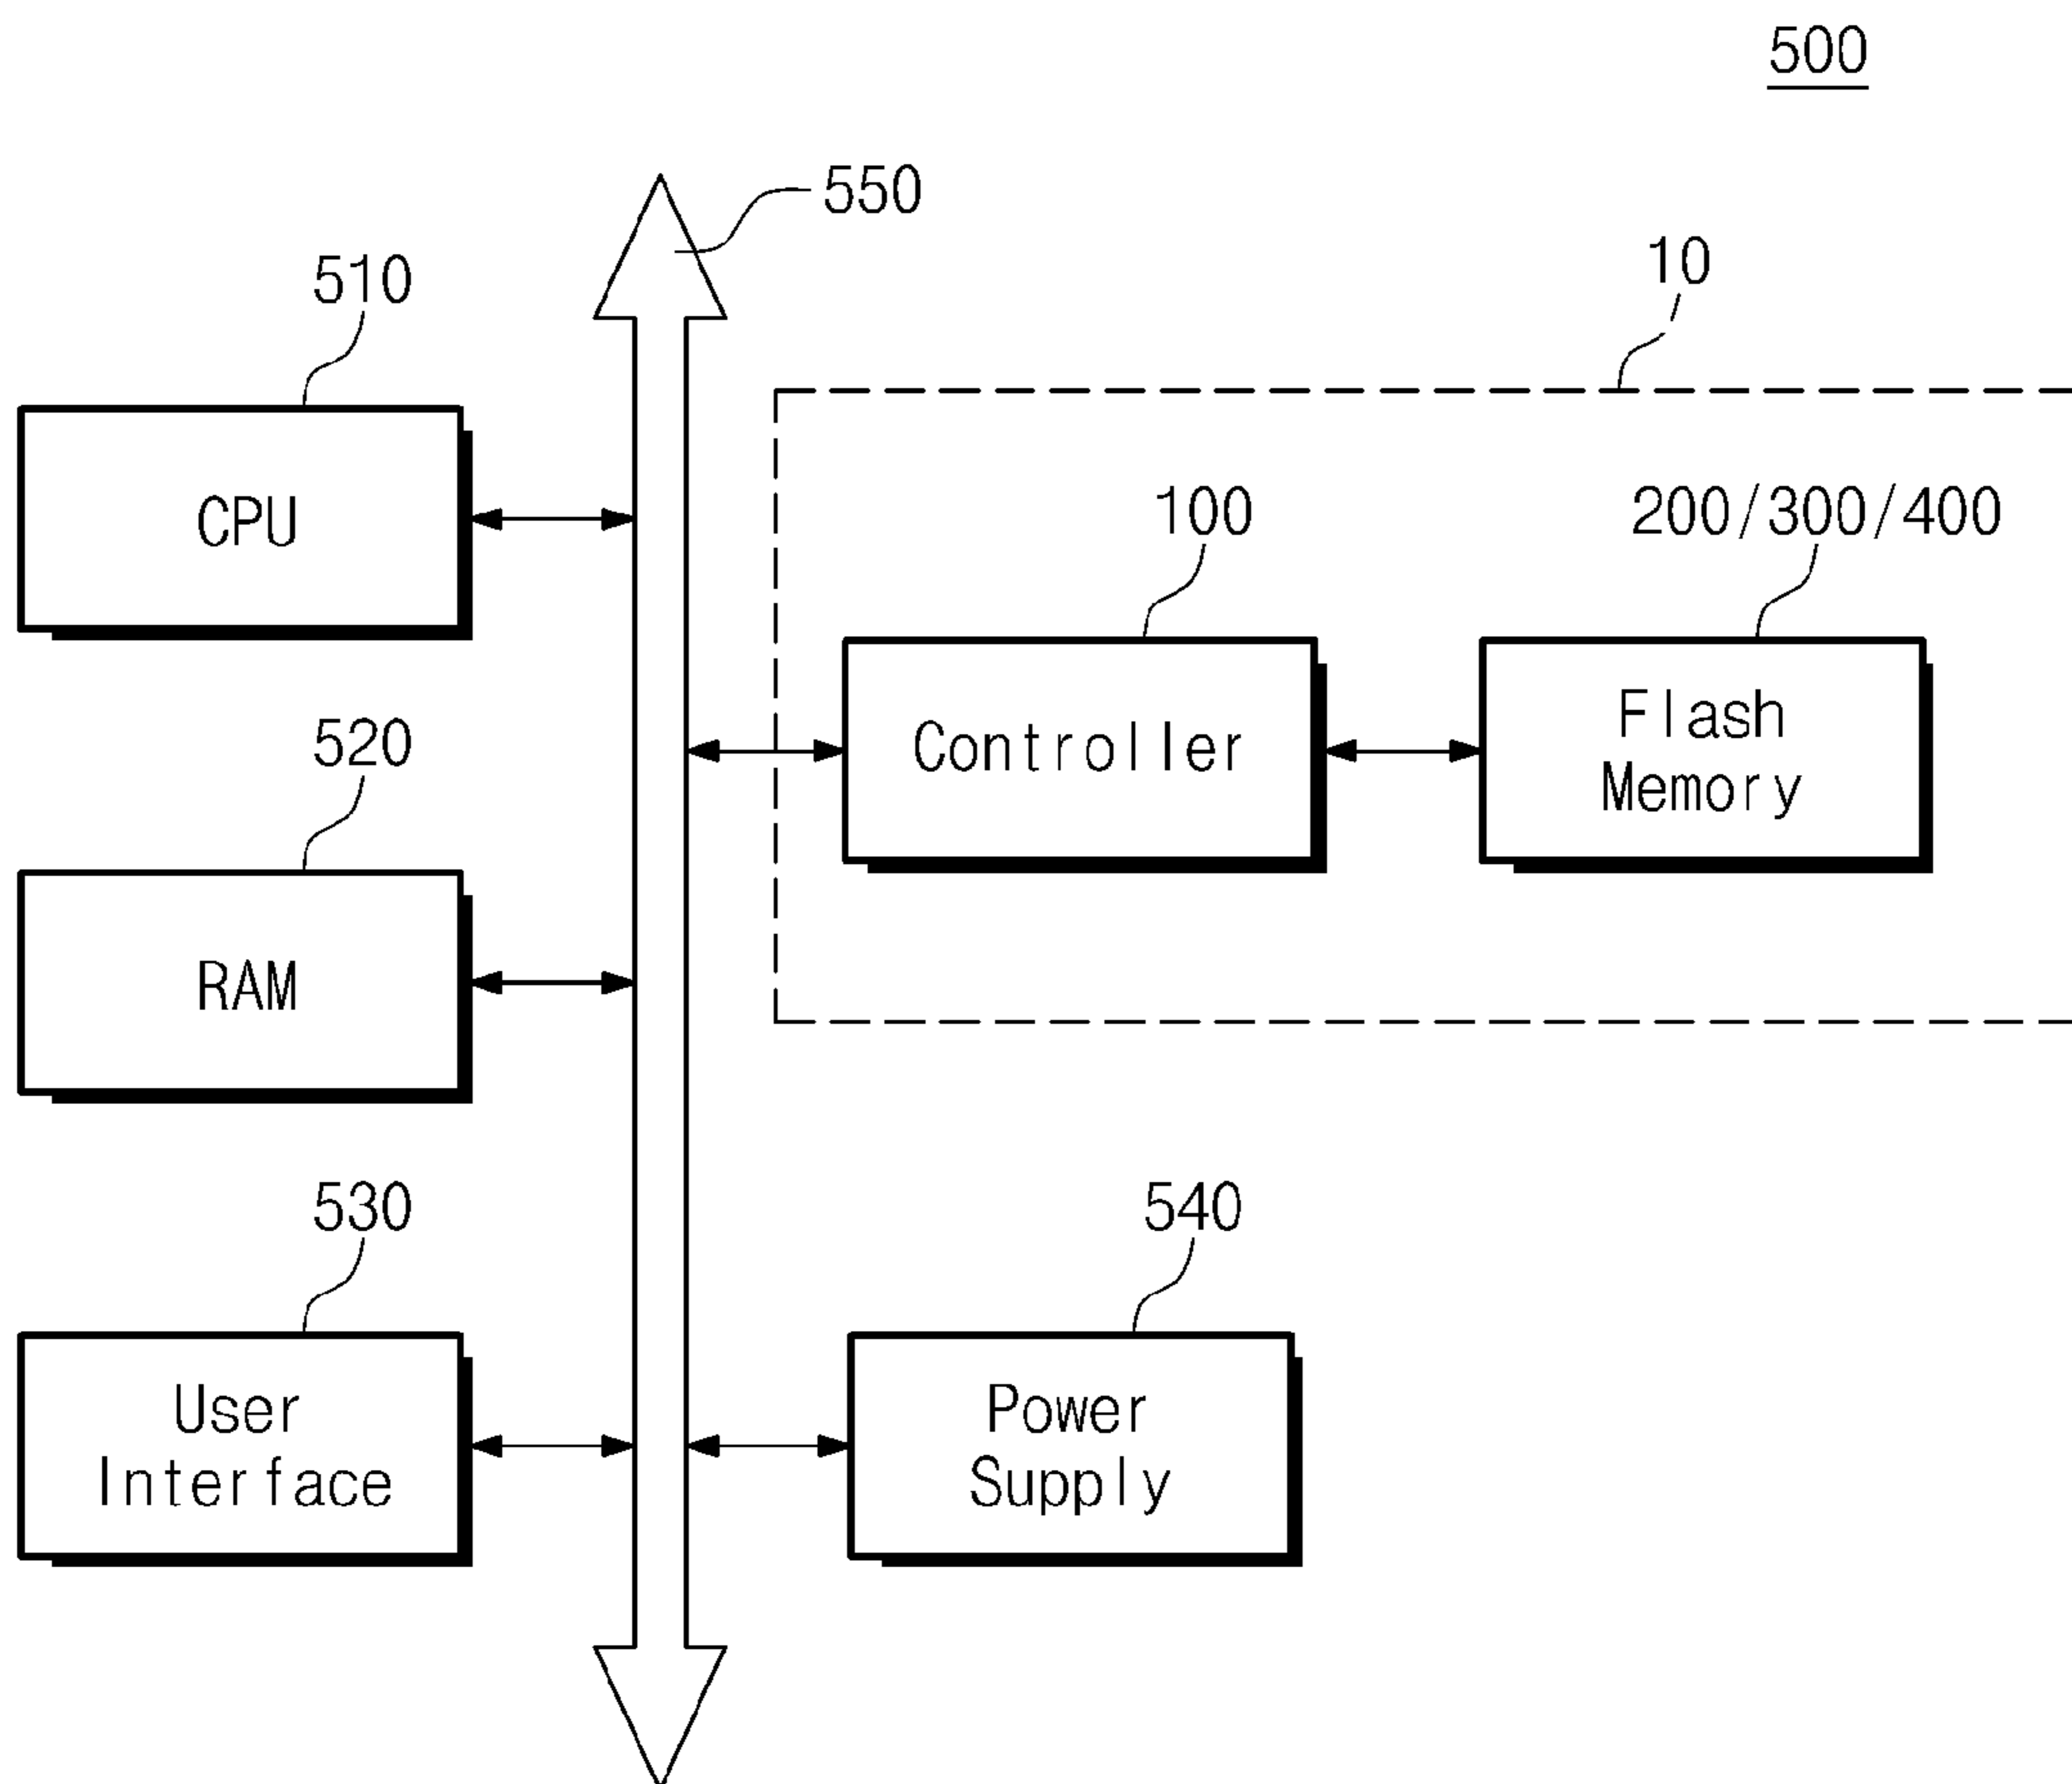 500
550
510
10
CPU
100
200/300/400
Controller
Flash
Memory
520
RAM
530
540
User
Interface
Power
Supply